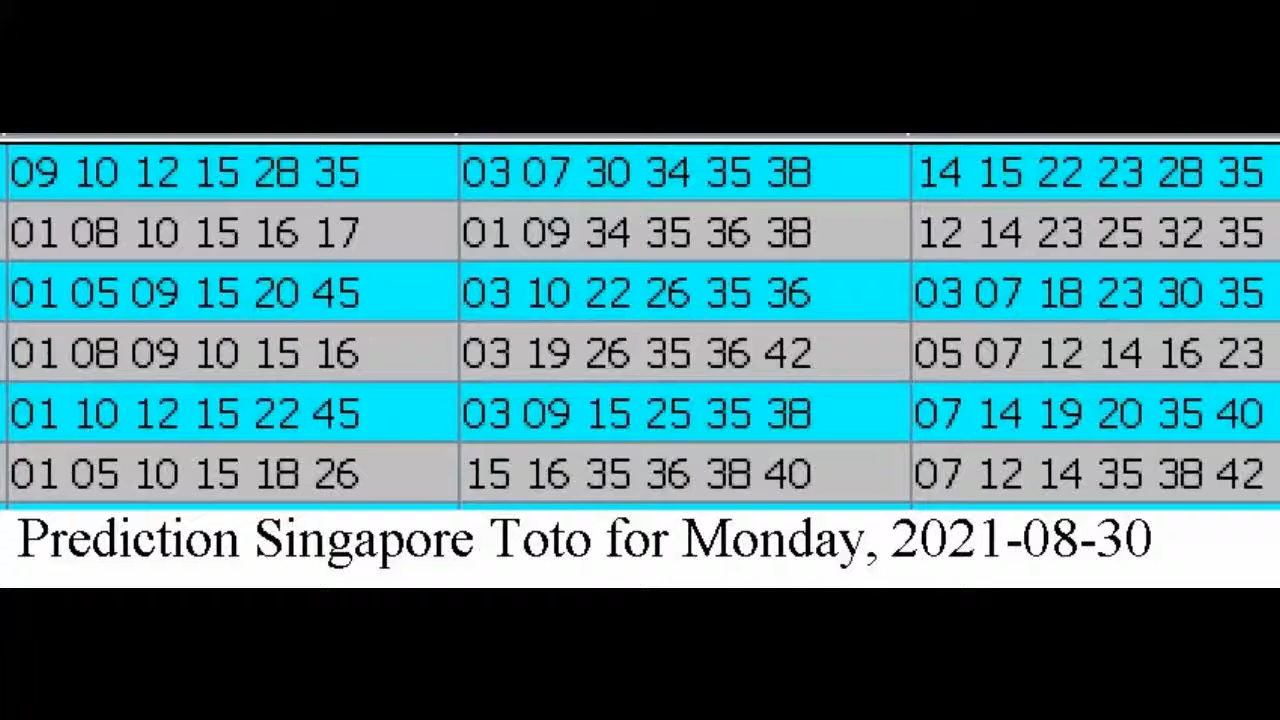 09 10 12 15 28 35 03 07 30 34 35 38 14 15 22 23 28 35
01 08 10 15 16 17 01 09 34 35 36 38 12 14 23 25 32 35
01 05 09 15 20 45 03 10 22 26 35 36 03 07 18 23 30 35
01 08 09 10 15 16 03 19 26 35 36 42 05 07 12 14 16 23
01 10 12 15 22 45 03 09 15 25 35 38 07 14 19 20 35 40
01 05 10 15 18 26 15 16 35 36 38 40 07 12 14 35 38 42
Prediction Singapore Toto for Monday, 2021-08-30